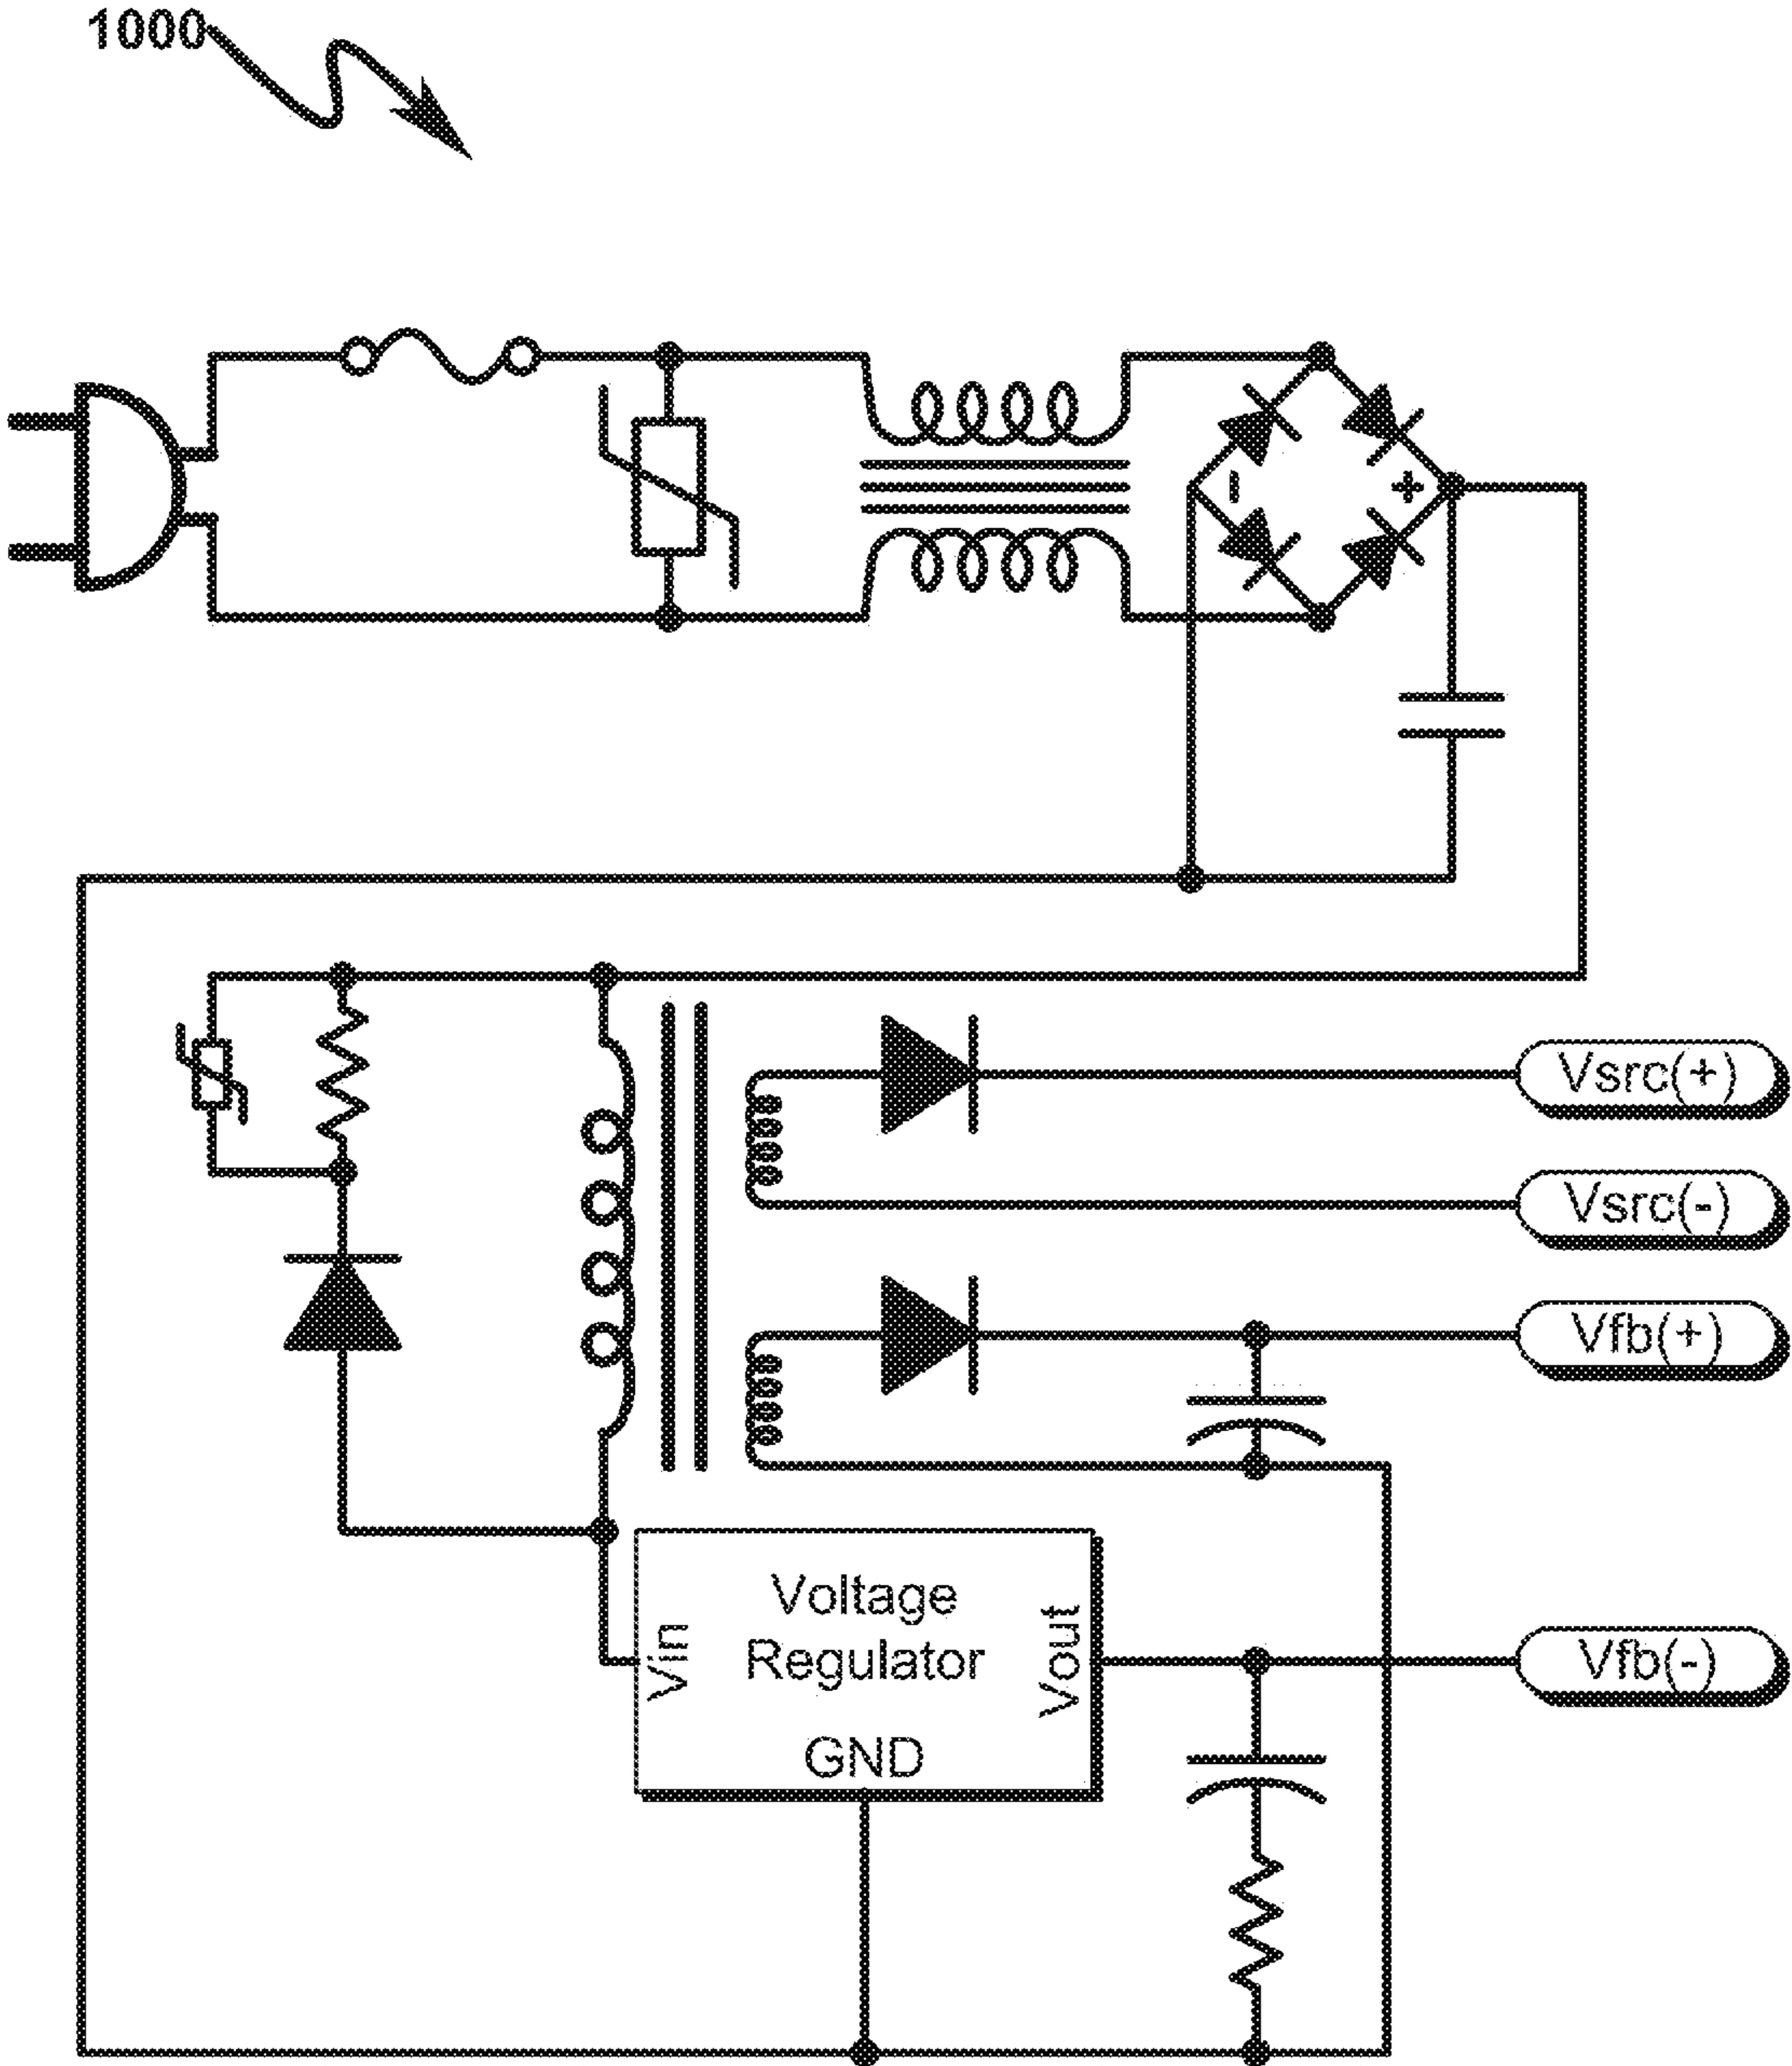 1000
-
+
Vsrc(+)
Vsrc(-)
Vfb(+)
Voltage
Regulator
Vin
Vout
GND
Vfb(-)